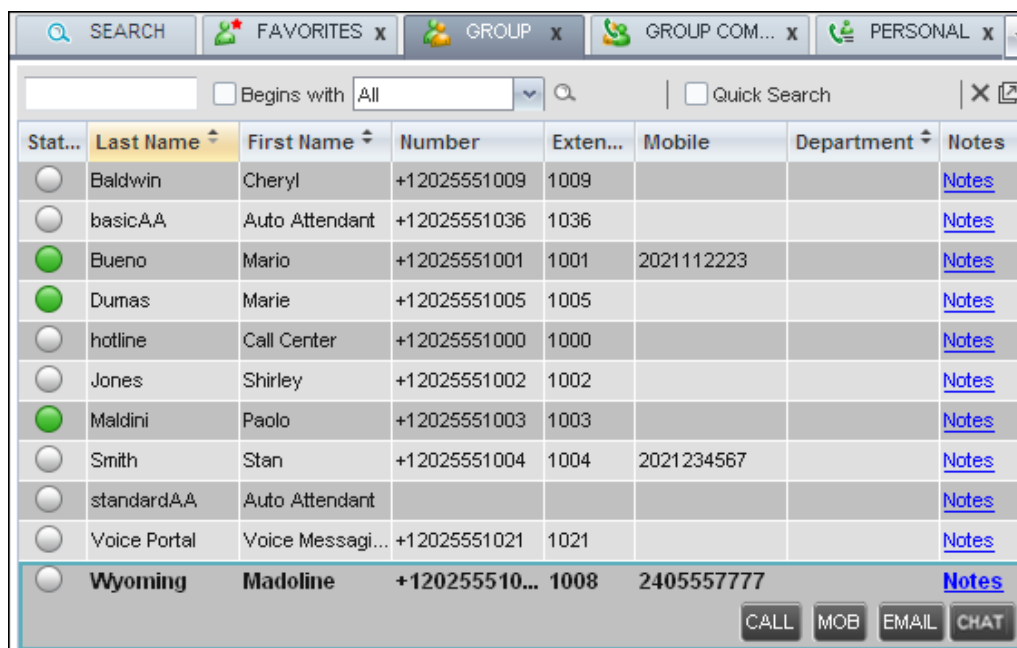 SEARCH FAVORITES x GROUP x GROUP COM... x PERSONAL x
Begins with All Quick Search
Stat... Last Name First Name Number Exten... Mobile Department Notes
Baldwin Cheryl +12025551009 1009 Notes
basicAA Auto Attendant +12025551036 1036 Notes
Bueno Mario +12025551001 1001 2021112223 Notes
Dumas Marie +12025551005 1005 Notes
hotline Call Center +12025551000 1000 Notes
Jones Shirley +12025551002 1002 Notes
Maldini Paolo +12025551003 1003 Notes
Smith Stan +12025551004 1004 2021234567 Notes
standardAA Auto Attendant Notes
Voice Portal Voice Messagi... +12025551021 1021 Notes
Wyoming Madoline +120255510... 1008 2405557777 Notes
CALL MOB EMAIL CHAT